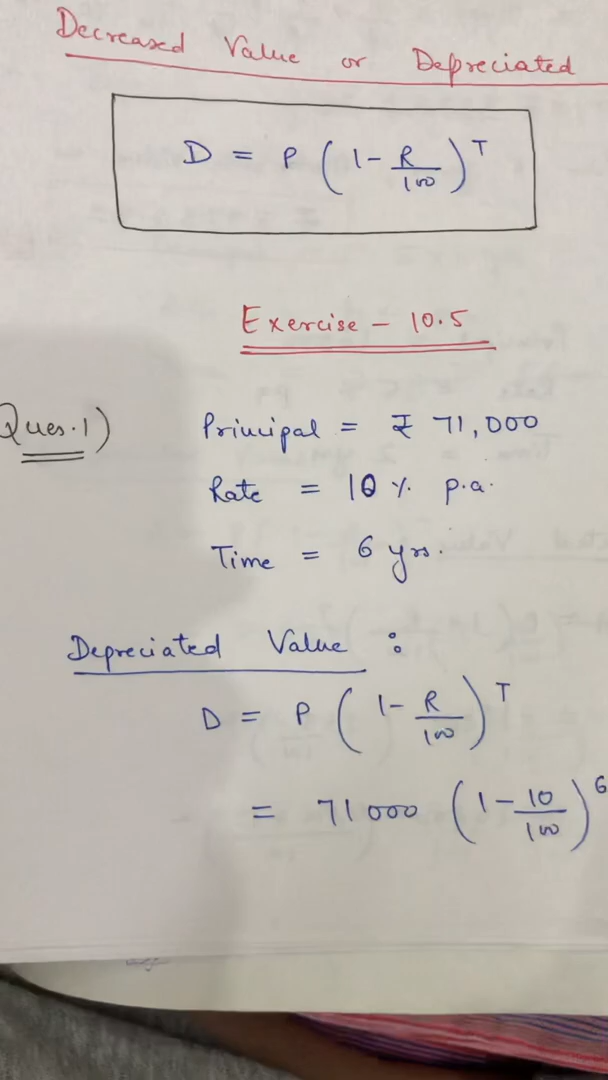 Decreased Value or Depreciated
D = P (1 - R/100)^T
Exercise - 10.5
Ques.1) Principal = ₹ 71,000
Rate = 10 % p.a.
Time = 6 yrs.
Depreciated Value :
D = P (1 - R/100)^T
= 71000 (1 - 10/100)^6